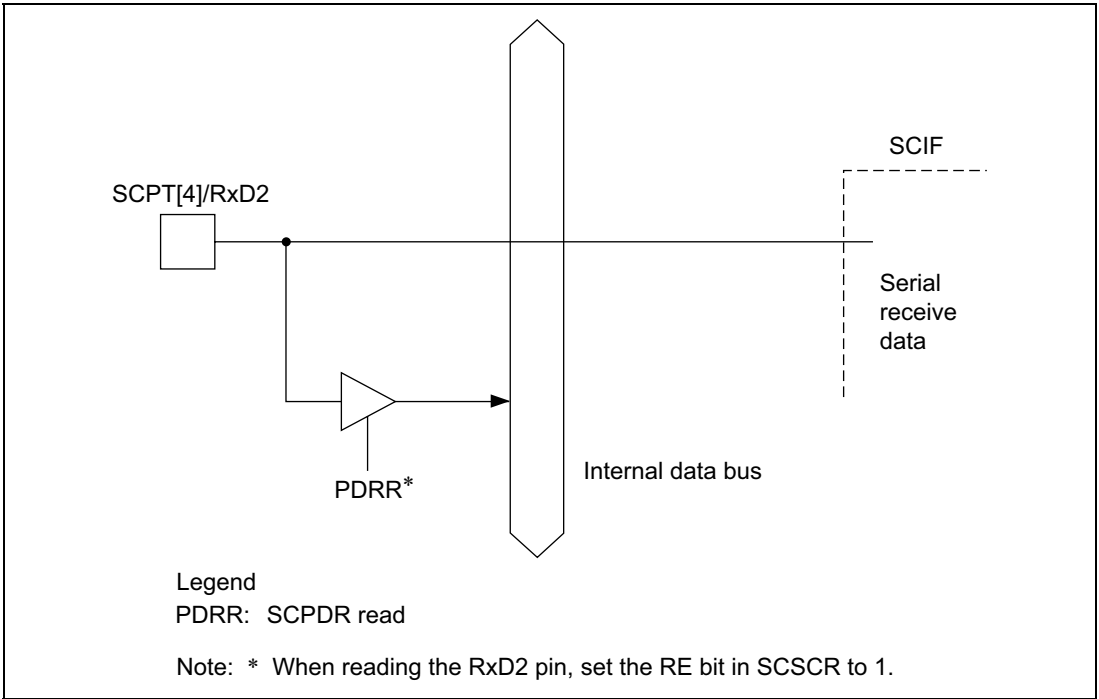 SCIF
SCPT[4]/RxD2
Serial
receive
data
Internal data bus
PDRR*
Legend
PDRR: SCPDR read
Note: * When reading the RxD2 pin, set the RE bit in SCSCR to 1.